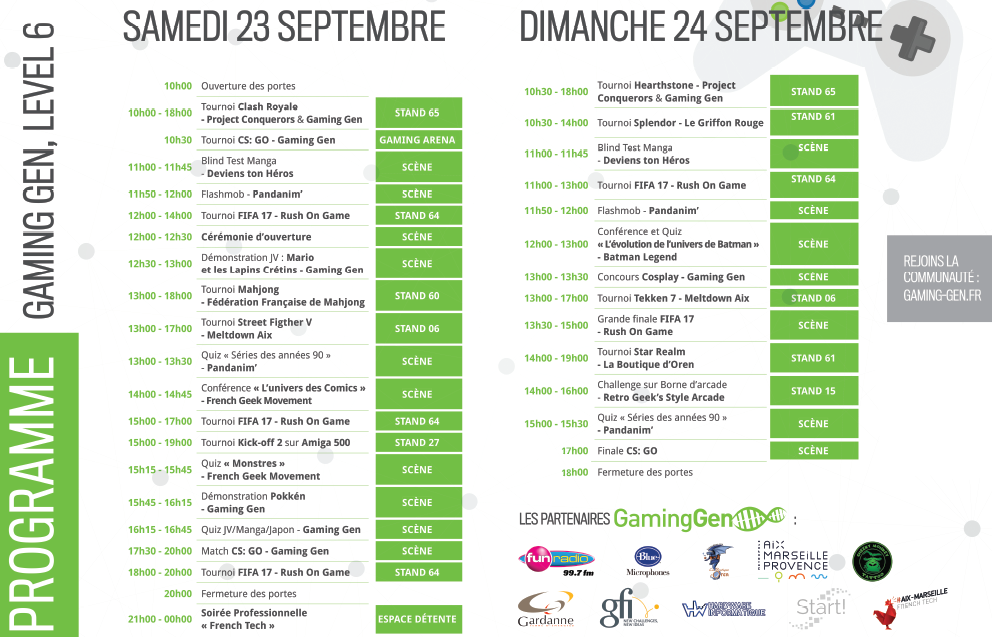 GAMING GEN, LEVEL 6
PROGRAMME
SAMEDI 23 SEPTEMBRE
10h00 Ouverture des portes
10h00 - 18h00 Tournoi Clash Royale
- Project Conquerors & Gaming Gen STAND 65
10h30 Tournoi CS: GO - Gaming Gen GAMING ARENA
11h00 - 11h45 Blind Test Manga
- Deviens ton Héros SCÈNE
11h50 - 12h00 Flashmob - Pandanim’ SCÈNE
12h00 - 14h00 Tournoi FIFA 17 - Rush On Game STAND 64
12h00 - 12h30 Cérémonie d’ouverture SCÈNE
12h30 - 13h00 Démonstration JV : Mario
et les Lapins Crétins - Gaming Gen SCÈNE
13h00 - 18h00 Tournoi Mahjong
- Fédération Française de Mahjong STAND 60
13h00 - 17h00 Tournoi Street Figther V
- Meltdown Aix STAND 06
13h00 - 13h30 Quiz « Séries des années 90 »
- Pandanim’ SCÈNE
14h00 - 14h45 Conférence « L’univers des Comics »
- French Geek Movement SCÈNE
15h00 - 17h00 Tournoi FIFA 17 - Rush On Game STAND 64
15h00 - 19h00 Tournoi Kick-off 2 sur Amiga 500 STAND 27
15h15 - 15h45 Quiz « Monstres »
- French Geek Movement SCÈNE
15h45 - 16h15 Démonstration Pokkén
- Gaming Gen SCÈNE
16h15 - 16h45 Quiz JV/Manga/Japon - Gaming Gen SCÈNE
17h30 - 20h00 Match CS: GO - Gaming Gen SCÈNE
18h00 - 20h00 Tournoi FIFA 17 - Rush On Game STAND 64
20h00 Fermeture des portes
21h00 - 00h00 Soirée Professionnelle
« French Tech » ESPACE DÉTENTE
DIMANCHE 24 SEPTEMBRE
10h30 - 18h00 Tournoi Hearthstone - Project
Conquerors & Gaming Gen STAND 65
10h30 - 14h00 Tournoi Splendor - Le Griffon Rouge STAND 61
11h00 - 11h45 Blind Test Manga
- Deviens ton Héros SCÈNE
11h00 - 13h00 Tournoi FIFA 17 - Rush On Game STAND 64
11h50 - 12h00 Flashmob - Pandanim’ SCÈNE
12h00 - 13h00 Conférence et Quiz
« L’évolution de l’univers de Batman »
- Batman Legend SCÈNE
13h00 - 13h30 Concours Cosplay - Gaming Gen SCÈNE
13h00 - 17h00 Tournoi Tekken 7 - Meltdown Aix STAND 06
13h30 - 15h00 Grande finale FIFA 17
- Rush On Game SCÈNE
14h00 - 19h00 Tournoi Star Realm
- La Boutique d’Oren STAND 61
14h00 - 16h00 Challenge sur Borne d’arcade
- Retro Geek’s Style Arcade STAND 15
15h00 - 15h30 Quiz « Séries des années 90 »
- Pandanim’ SCÈNE
17h00 Finale CS: GO SCÈNE
18h00 Fermeture des portes
REJOINS LA
COMMUNAUTÉ :
GAMING-GEN.FR
LES PARTENAIRES GamingGen :
fun radio
99.7 fm
Blue
Microphones
AIX
MARSEILLE
PROVENCE
Gardanne
gfi
NEW CHALLENGES,
NEW IDEAS
HARDWARE
INFORMATIQUE
Start!
AIX-MARSEILLE
FRENCH TECH